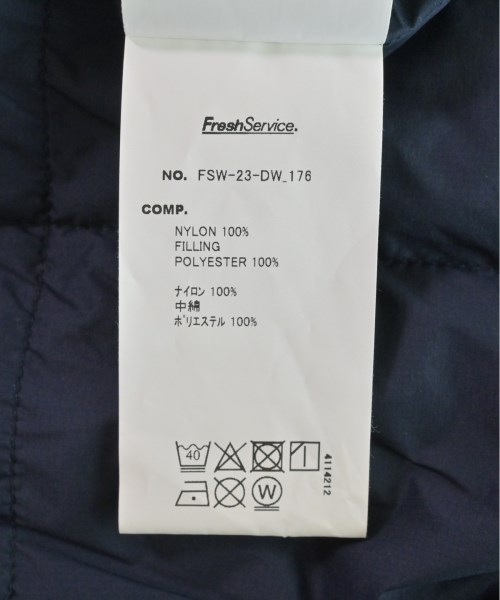 FreshService.
NO. FSW-23-DW_176
COMP.
NYLON 100%
FILLING
POLYESTER 100%
ナイロン 100%
中綿
ポリエステル 100%
40
W
4114212